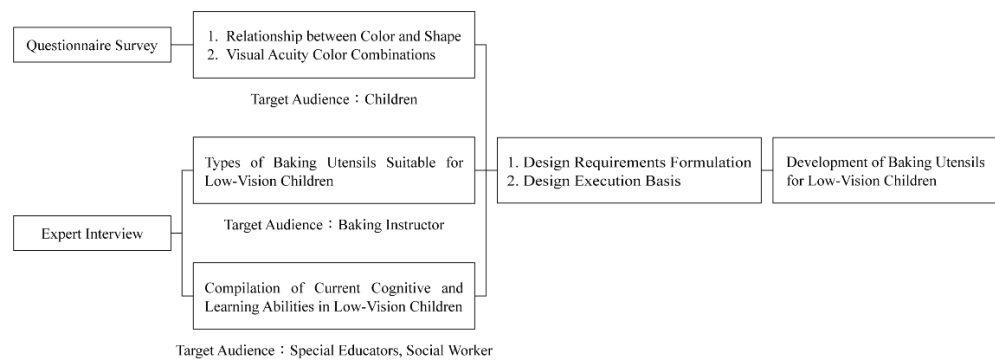 Questionnaire Survey
1. Relationship between Color and Shape
2. Visual Acuity Color Combinations
Target Audience：Children
Expert Interview
Types of Baking Utensils Suitable for
Low-Vision Children
Target Audience：Baking Instructor
Compilation of Current Cognitive and
Learning Abilities in Low-Vision Children
Target Audience：Special Educators, Social Worker
1. Design Requirements Formulation
2. Design Execution Basis
Development of Baking Utensils
for Low-Vision Children